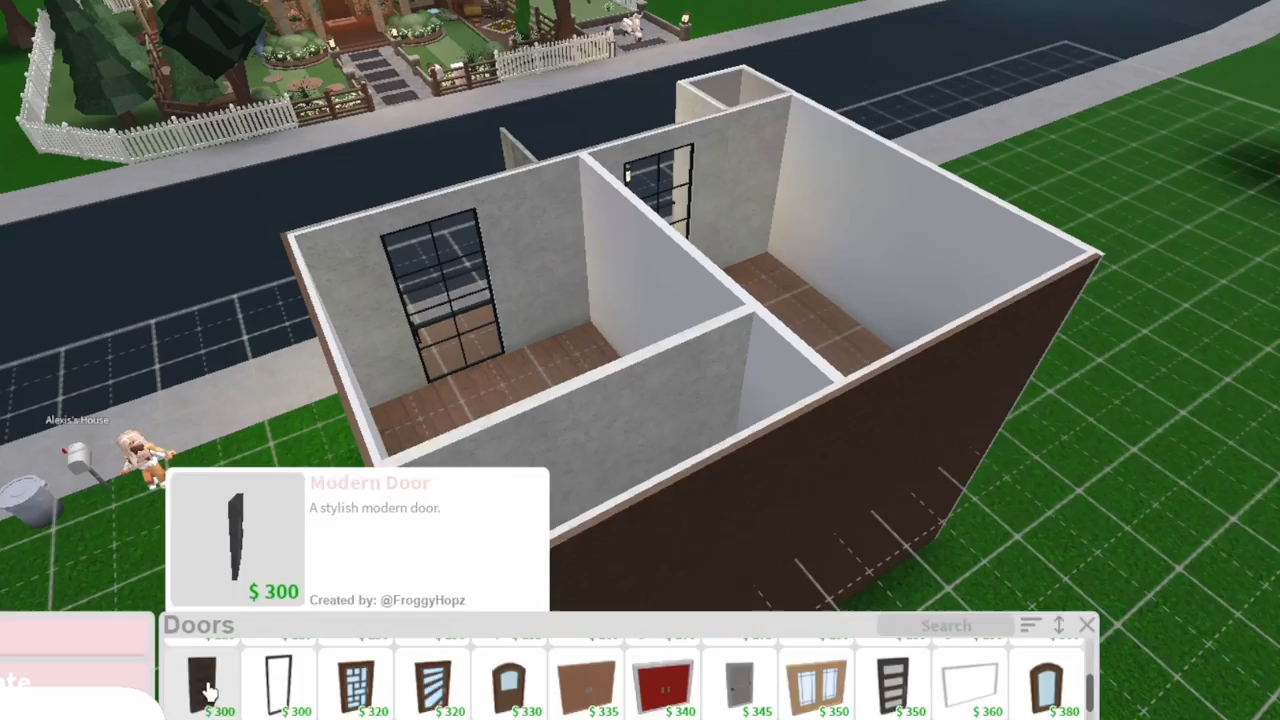 Alexis's House
Modern Door
A stylish modern door.
$ 300
Created by: @FroggyHopz
Doors
Search
$ 300
$ 300
$ 320
$ 320
$ 330
$ 335
$ 340
$ 345
$ 350
$ 350
$ 360
$ 380